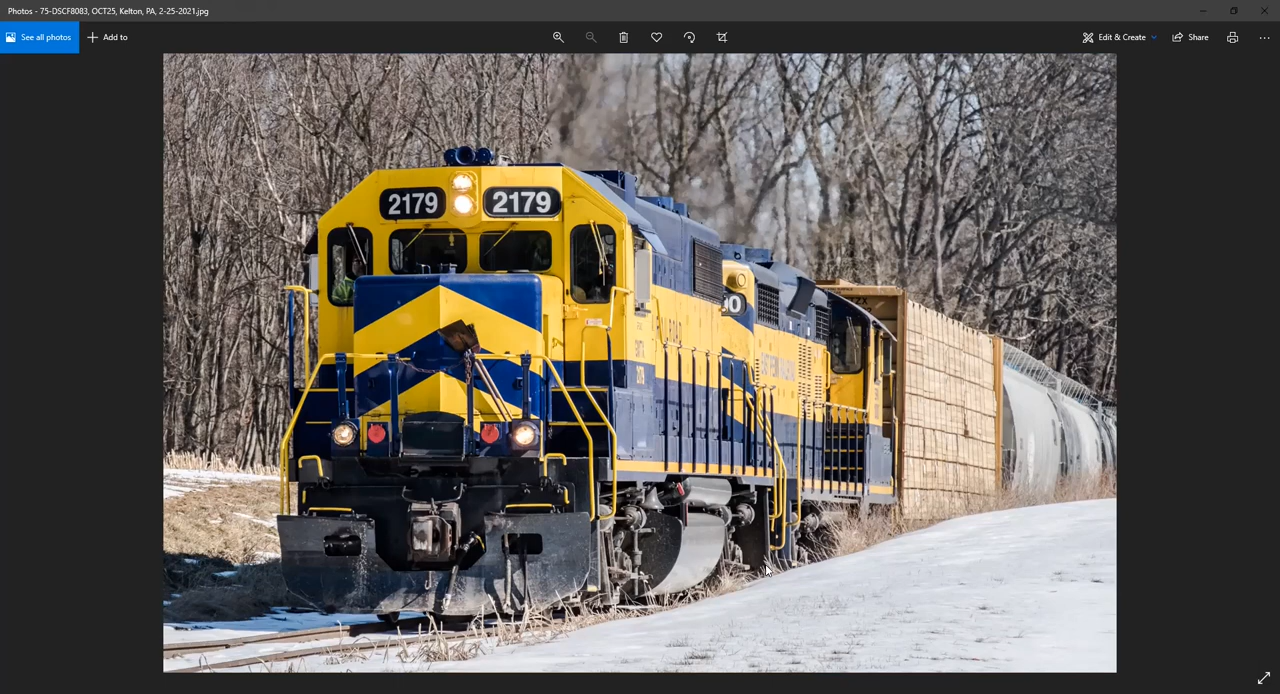 Photos - 75-DSCF8083, OCT25, Kelton, PA, 2-25-2021.jpg
See all photos
Add to
Edit & Create
Share
2179
2179